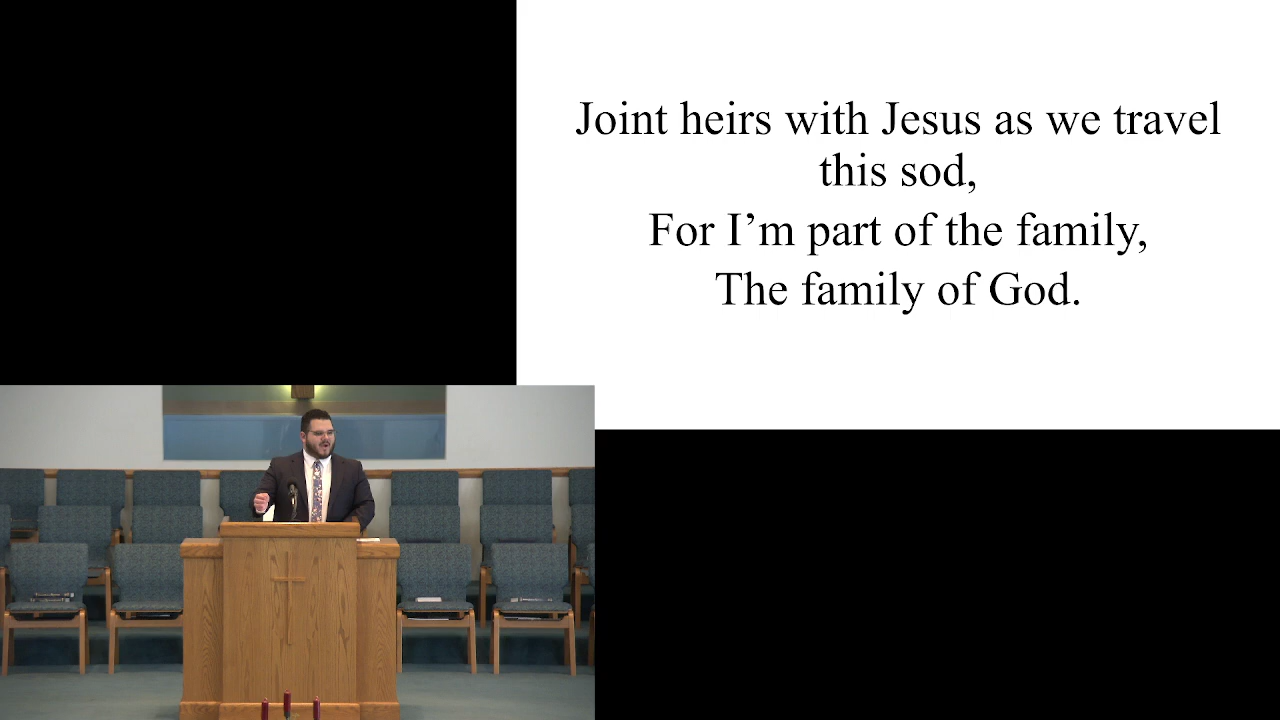 Joint heirs with Jesus as we travel
this sod,
For I’m part of the family,
The family of God.